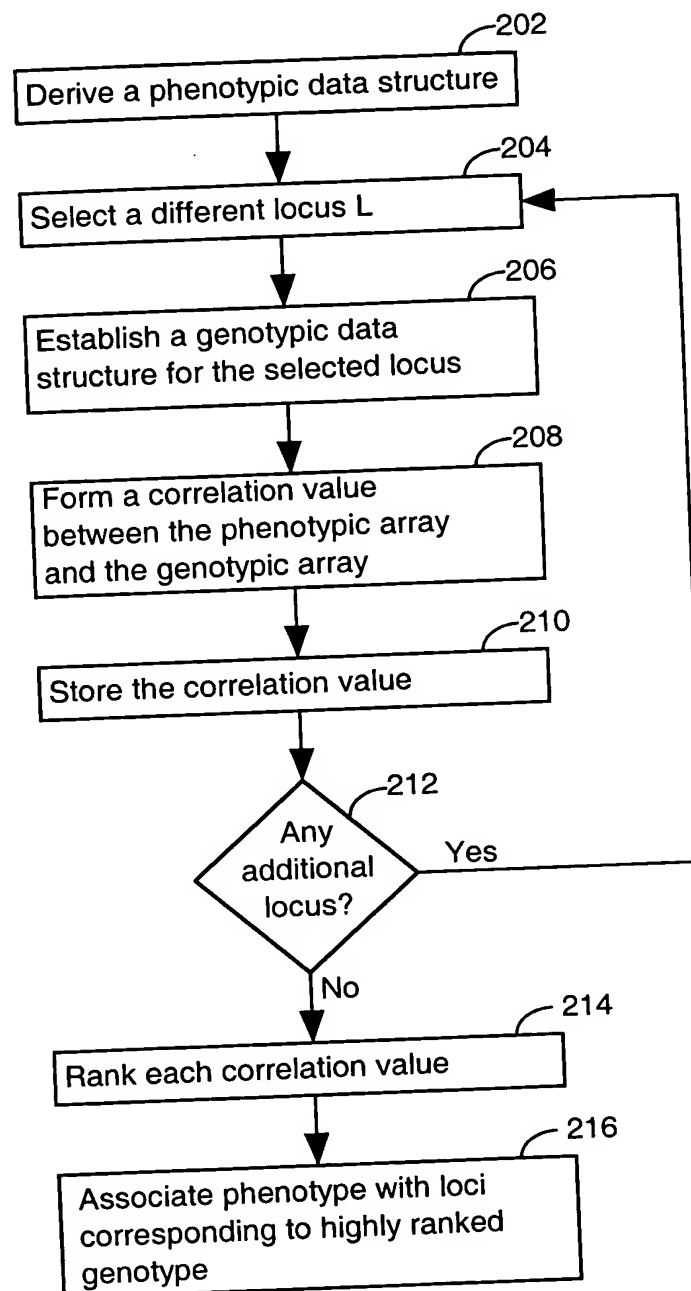 202
Derive a phenotypic data structure
204
Select a different locus L
206
Establish a genotypic data
structure for the selected locus
208
Form a correlation value
between the phenotypic array
and the genotypic array
210
Store the correlation value
212
Any
additional
locus?
Yes
No
214
Rank each correlation value
216
Associate phenotype with loci
corresponding to highly ranked
genotype